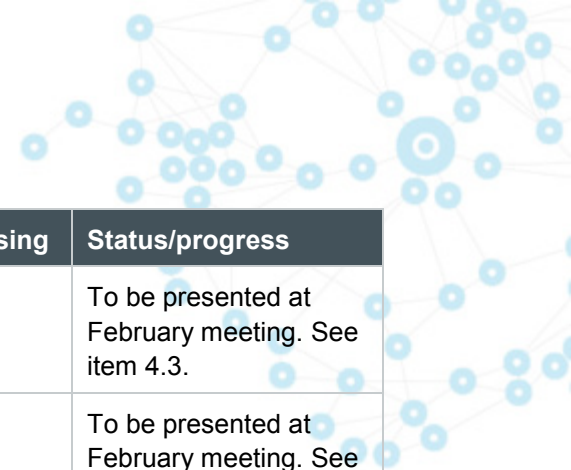 sing Status/progress
To be presented at
February meeting. See
item 4.3.
To be presented at
February meeting. See